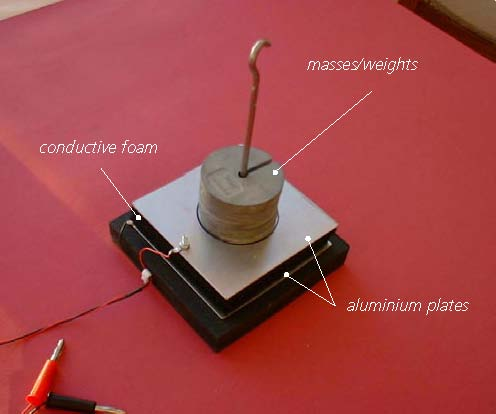 masses/weights
conductive foam
aluminium plates